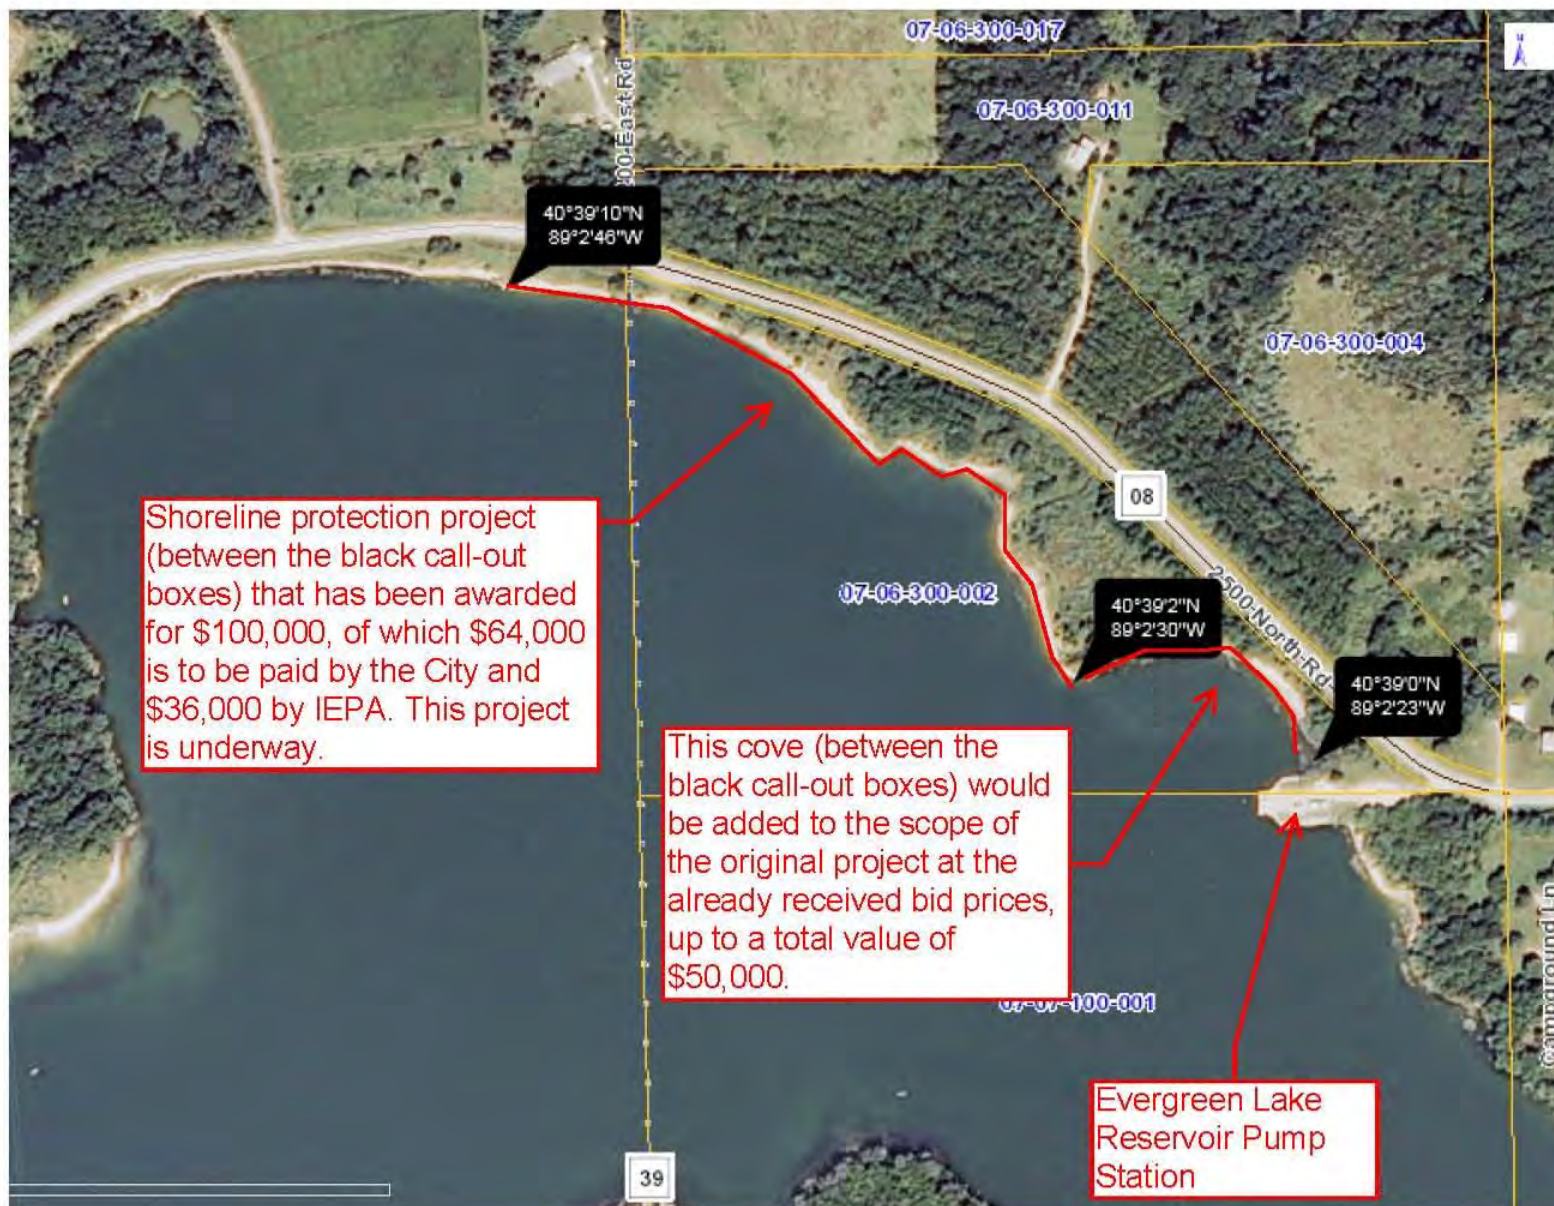 07-06-300-017
N
07-06-300-011
00-East Rd
40°39'10"N
89°2'46"W
07-06-300-004
08
Shoreline protection project
(between the black call-out
boxes) that has been awarded
for $100,000, of which $64,000
is to be paid by the City and
$36,000 by IEPA. This project
is underway.
07-06-300-002
2500-North-Rd
40°39'2"N
89°2'30"W
40°39'0"N
89°2'23"W
This cove (between the
black call-out boxes) would
be added to the scope of
the original project at the
already received bid prices,
up to a total value of
$50,000.
07-07-100-001
Campground Ln
Evergreen Lake
Reservoir Pump
Station
39